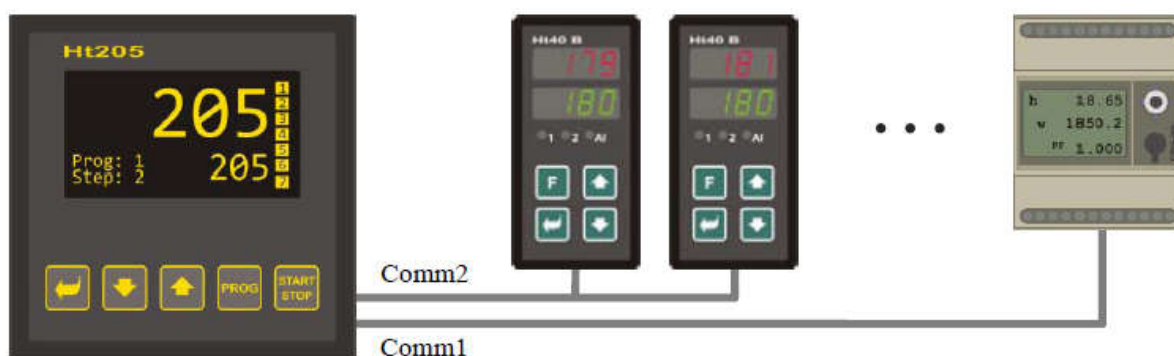 Ht205
205
1
2
3
4
5
6
7
Prog: 1
Step: 2
205
PROG
START
STOP
Ht40 B
179
180
1 2 Al
F
Ht40 B
181
180
1 2 Al
F
h 18.65
w 1850.2
PF 1.000
Comm2
Comm1